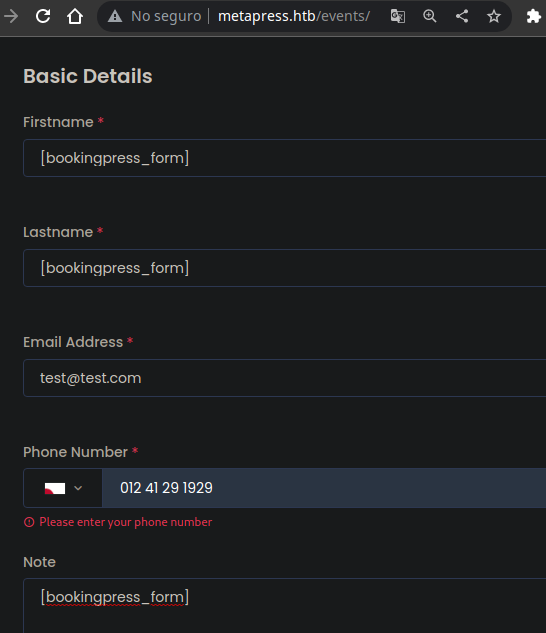 No seguro
metapress.htb/events/
Basic Details
Firstname *
[bookingpress_form]
Lastname *
[bookingpress_form]
Email Address *
test@test.com
Phone Number *
012 41 29 1929
Please enter your phone number
Note
[bookingpress_form]